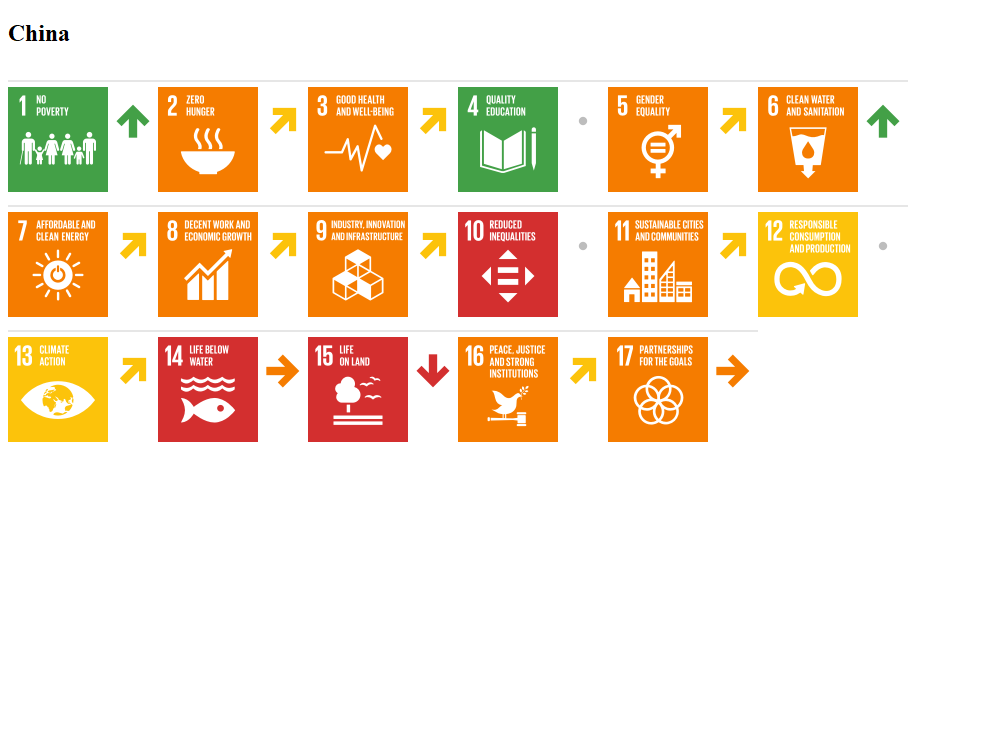 China
1 NO
POVERTY
2 ZERO
HUNGER
3 GOOD HEALTH
AND WELL-BEING
4 QUALITY
EDUCATION
5 GENDER
EQUALITY
6 CLEAN WATER
AND SANITATION
7 AFFORDABLE AND
CLEAN ENERGY
8 DECENT WORK AND
ECONOMIC GROWTH
9 INDUSTRY, INNOVATION
AND INFRASTRUCTURE
10 REDUCED
INEQUALITIES
11 SUSTAINABLE CITIES
AND COMMUNITIES
12 RESPONSIBLE
CONSUMPTION
AND PRODUCTION
13 CLIMATE
ACTION
14 LIFE BELOW
WATER
15 LIFE
ON LAND
16 PEACE, JUSTICE
AND STRONG
INSTITUTIONS
17 PARTNERSHIPS
FOR THE GOALS